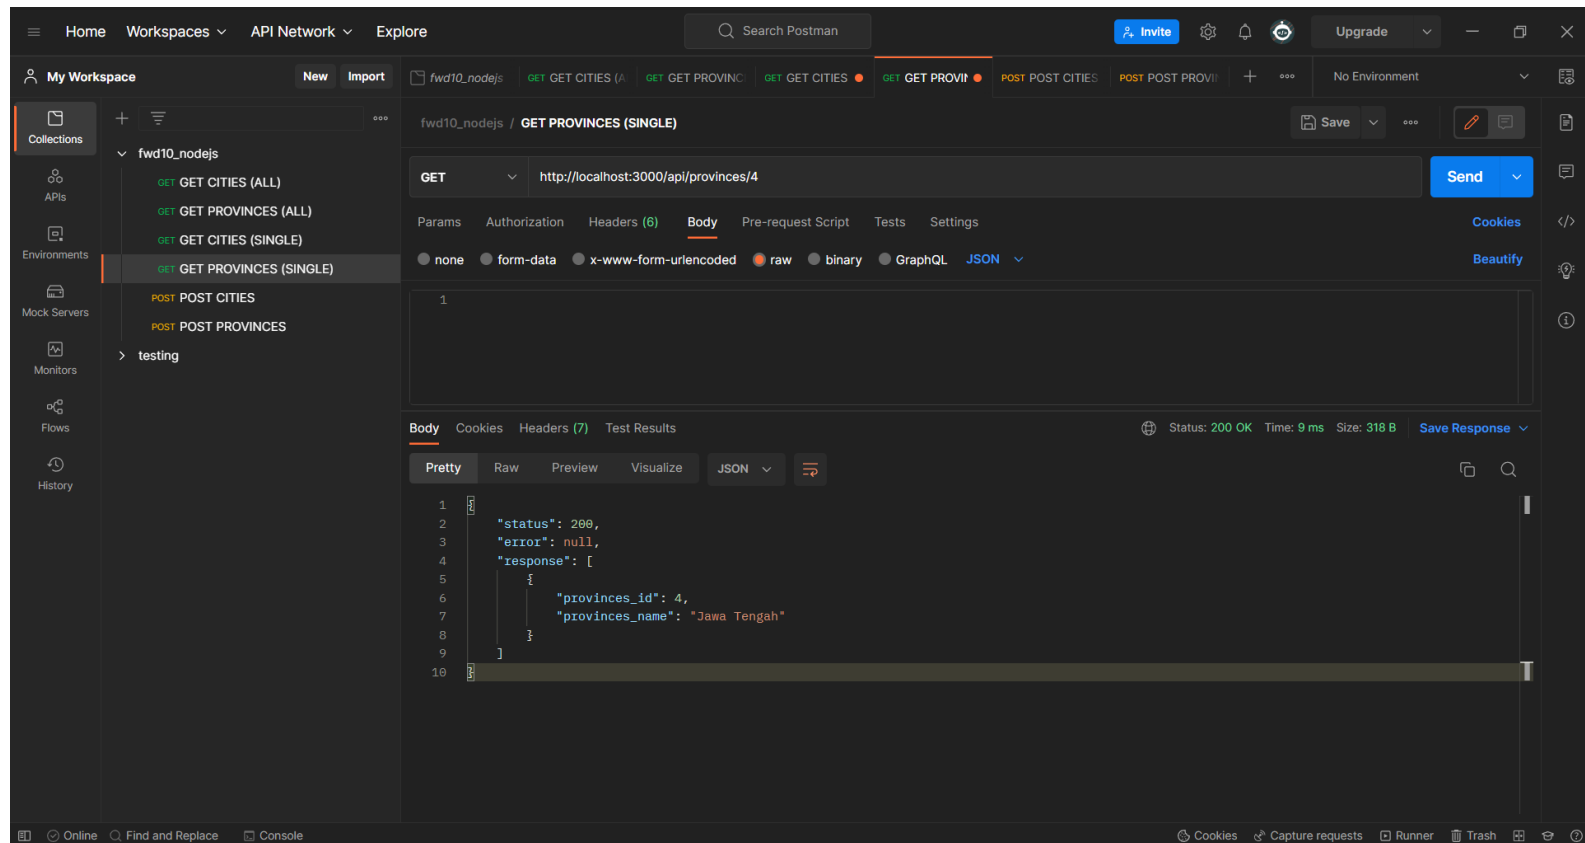 Home Workspaces API Network Explore Search Postman Invite Upgrade
My Workspace New Import fwd10_nodejs GET GET CITIES (A GET GET PROVINC GET GET CITIES GET GET PROVIN POST POST CITIES POST POST PROVIN No Environment
Collections
APIs
Environments
Mock Servers
Monitors
Flows
History
fwd10_nodejs
GET GET CITIES (ALL)
GET GET PROVINCES (ALL)
GET GET CITIES (SINGLE)
GET GET PROVINCES (SINGLE)
POST POST CITIES
POST POST PROVINCES
testing
fwd10_nodejs / GET PROVINCES (SINGLE) Save
GET http://localhost:3000/api/provinces/4 Send
Params Authorization Headers (6) Body Pre-request Script Tests Settings Cookies
none form-data x-www-form-urlencoded raw binary GraphQL JSON Beautify
1
Body Cookies Headers (7) Test Results Status: 200 OK Time: 9 ms Size: 318 B Save Response
Pretty Raw Preview Visualize JSON
1 {
2 "status": 200,
3 "error": null,
4 "response": [
5 {
6 "provinces_id": 4,
7 "provinces_name": "Jawa Tengah"
8 }
9 ]
10 }
Online Find and Replace Console Cookies Capture requests Runner Trash